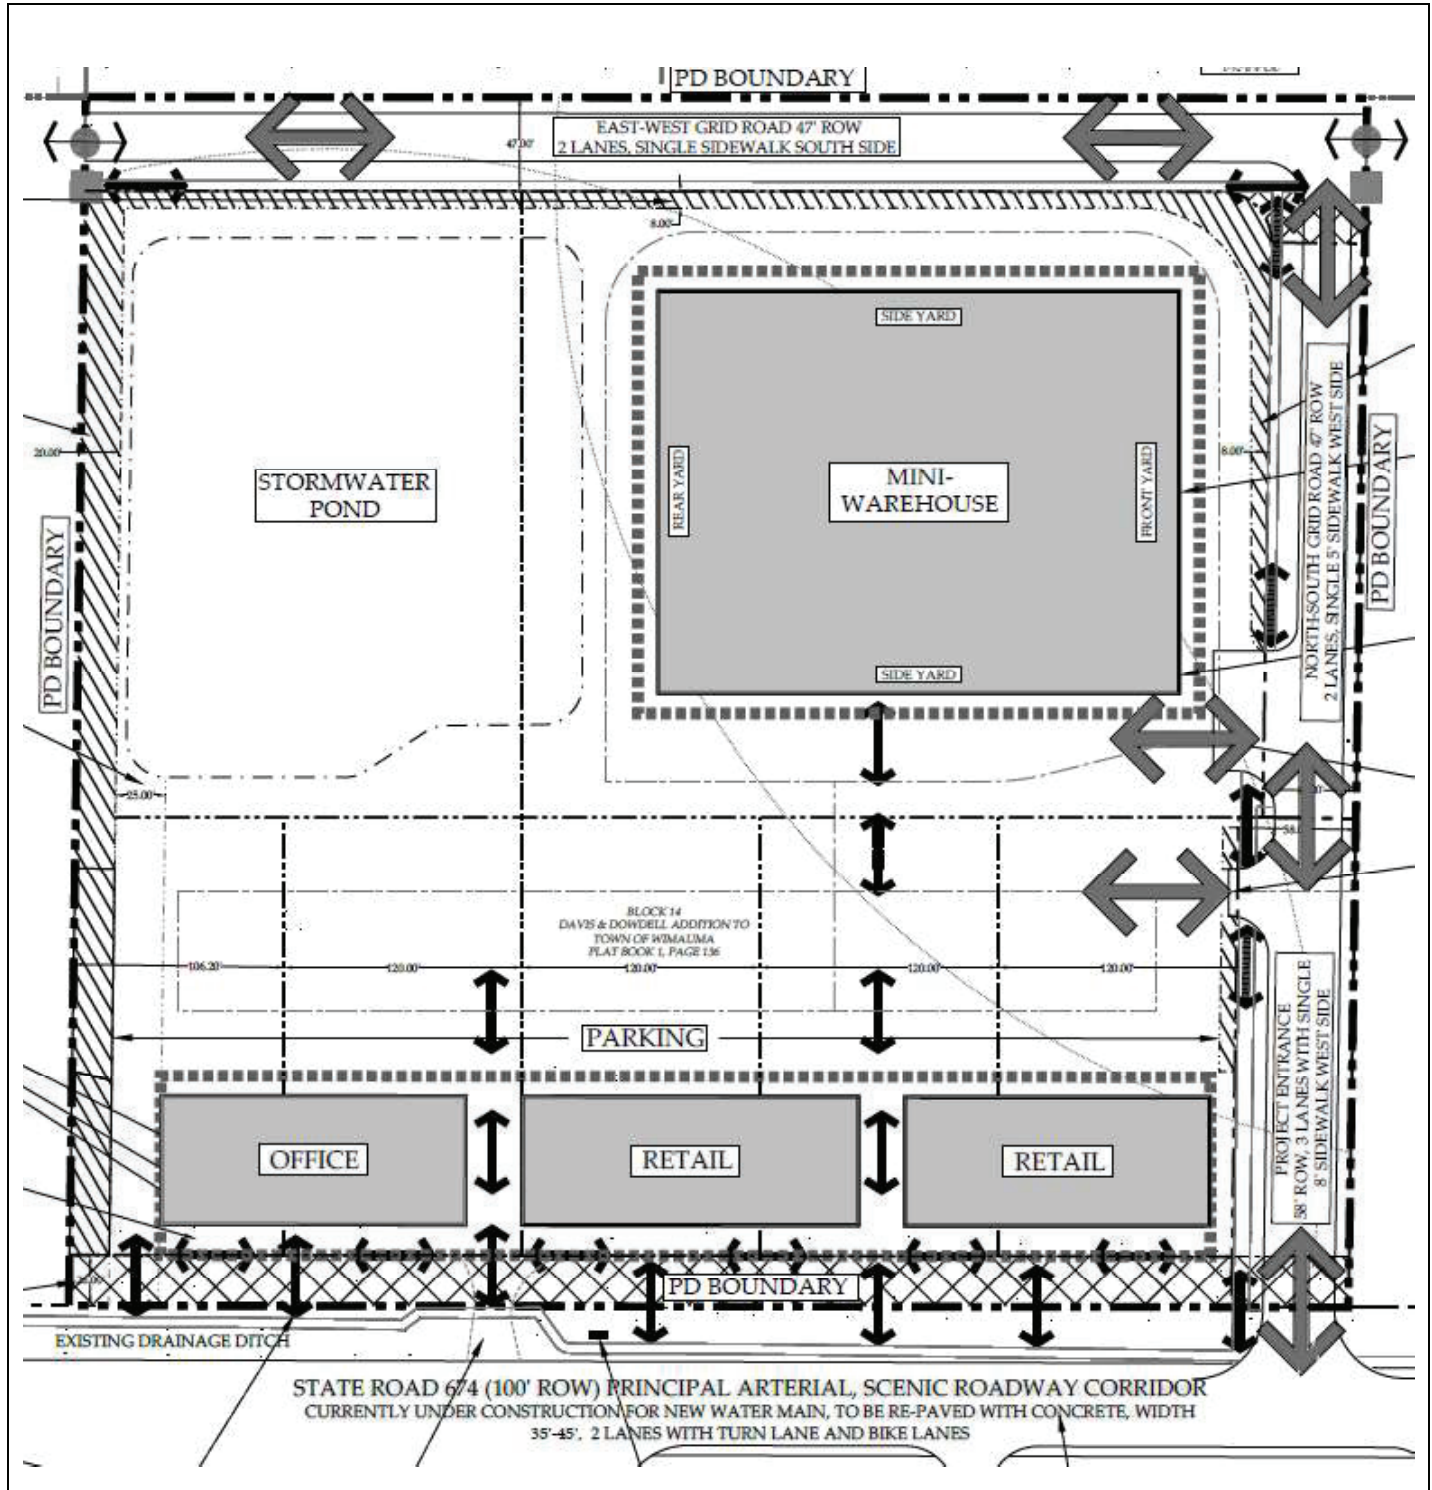 PD BOUNDARY
EAST-WEST GRID ROAD 47' ROW
2 LANES, SINGLE SIDEWALK SOUTH SIDE
47.00'
8.00'
SIDE YARD
STORMWATER
POND
REAR YARD
MINI-
WAREHOUSE
FRONT YARD
8.00'
20.00'
NORTH-SOUTH GRID ROAD 47' ROW
2 LANES, SINGLE 5' SIDEWALK WEST SIDE
PD BOUNDARY
PD BOUNDARY
SIDE YARD
25.00'
BLOCK 14
DAVIS & DOWDELL ADDITION TO
TOWN OF WIMAUMA
PLAT BOOK 1, PAGE 136
106.20'
120.00'
120.00'
120.00'
120.00'
PARKING
PROJECT ENTRANCE
58' ROW, 3 LANES WITH SINGLE
8' SIDEWALK WEST SIDE
OFFICE
RETAIL
RETAIL
PD BOUNDARY
EXISTING DRAINAGE DITCH
STATE ROAD 674 (100' ROW) PRINCIPAL ARTERIAL, SCENIC ROADWAY CORRIDOR
CURRENTLY UNDER CONSTRUCTION FOR NEW WATER MAIN, TO BE RE-PAVED WITH CONCRETE, WIDTH
35'-45', 2 LANES WITH TURN LANE AND BIKE LANES